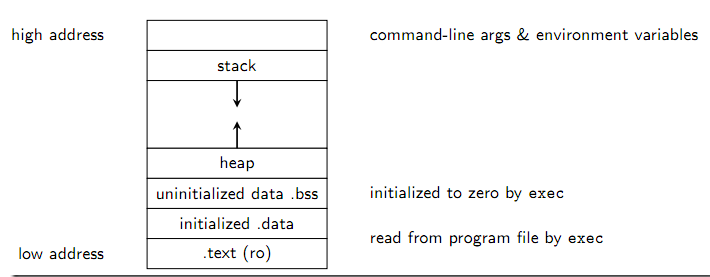 high address
command-line args & environment variables
stack
heap
uninitialized data .bss
initialized to zero by exec
initialized .data
read from program file by exec
low address
.text (ro)